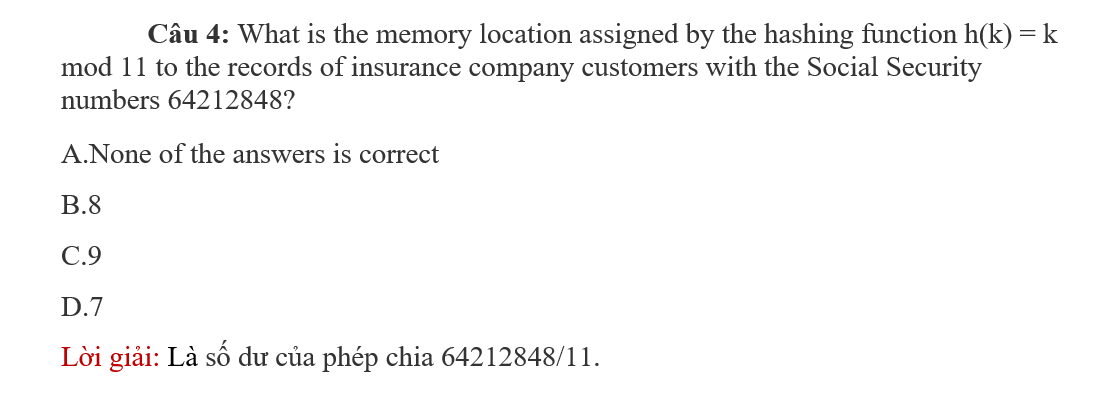 Câu 4: What is the memory location assigned by the hashing function h(k) = k
mod 11 to the records of insurance company customers with the Social Security
numbers 64212848?
A.None of the answers is correct
B.8
C.9
D.7
Lời giải: Là số dư của phép chia 64212848/11.